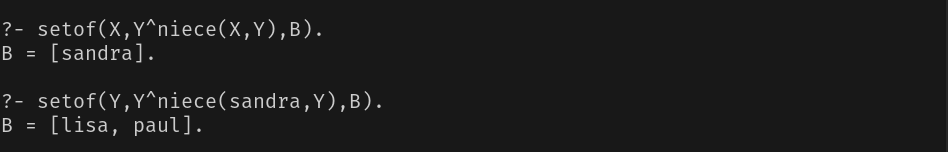 ?- setof(X,Y^niece(X,Y),B).
B = [sandra].

?- setof(Y,Y^niece(sandra,Y),B).
B = [lisa, paul].